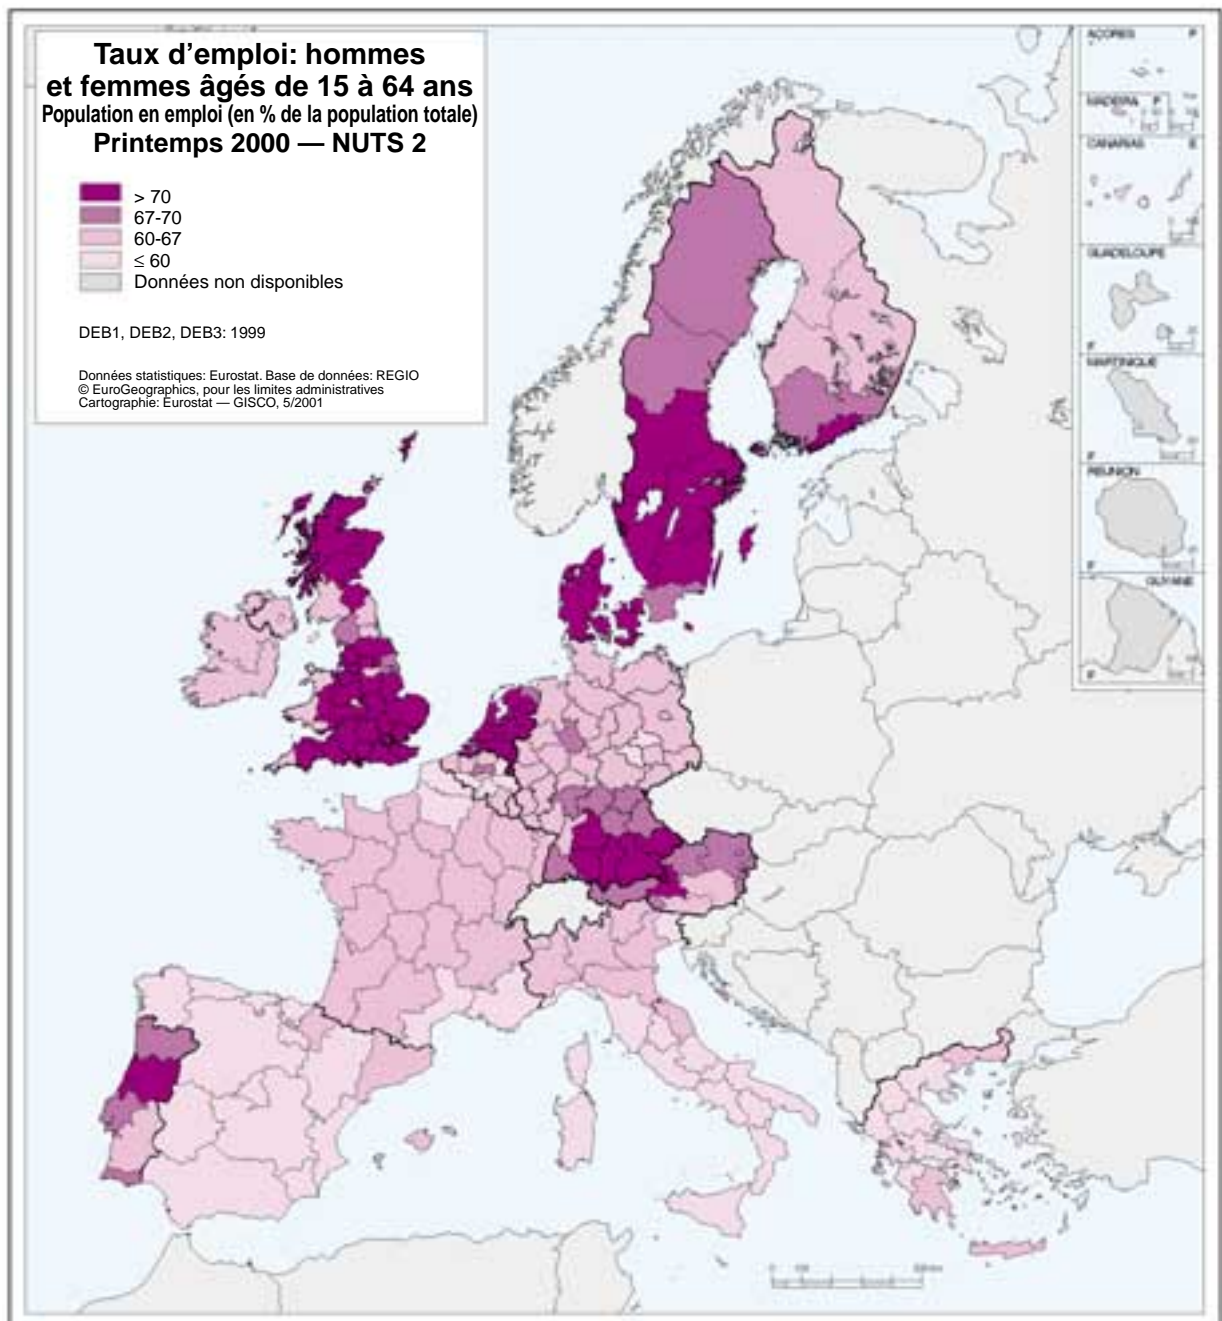 Taux d'emploi: hommes
et femmes âgés de 15 à 64 ans
Population en emploi (en % de la population totale)
Printemps 2000 — NUTS 2
> 70
67-70
60-67
≤ 60
Données non disponibles
DEB1, DEB2, DEB3: 1999
Données statistiques: Eurostat. Base de données: REGIO
© EuroGeographics, pour les limites administratives
Cartographie: Eurostat — GISCO, 5/2001
AÇORES P
MADEIRA P
CANARIAS E
GUADELOUPE
F
MARTINIQUE
F
REUNION
F
GUYANE
F